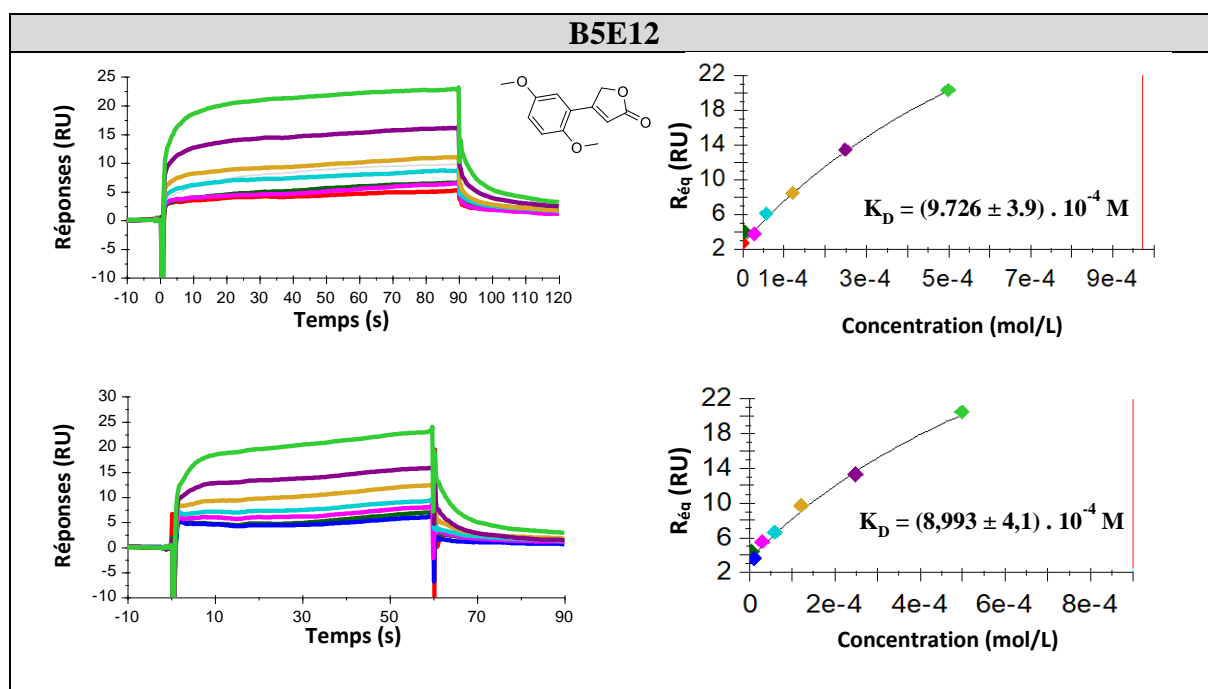 B5E12
25
20
15
10
5
0
-5
-10
-10 0 10 20 30 40 50 60 70 80 90 100 110 120
Réponses (RU)
Temps (s)
O
O
O
O
22
18
14
10
6
2
0 1e-4 3e-4 5e-4 7e-4 9e-4
Réq (RU)
KD = (9.726 ± 3.9) . 10-4 M
Concentration (mol/L)
30
25
20
15
10
5
0
-5
-10
-10 10 30 50 70 90
Réponses (RU)
Temps (s)
22
18
14
10
6
2
0 2e-4 4e-4 6e-4 8e-4
Réq (RU)
KD = (8,993 ± 4,1) . 10-4 M
Concentration (mol/L)